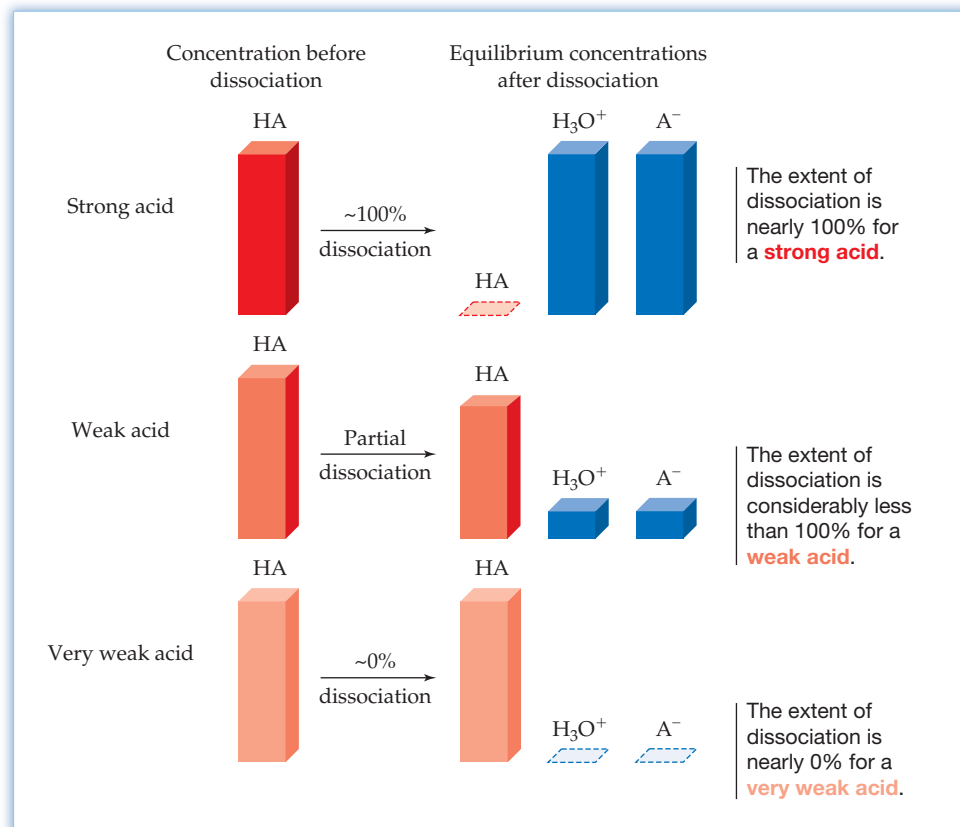 Concentration before
dissociation
Equilibrium concentrations
after dissociation
HA
H₃O⁺
A⁻
Strong acid
~100%
dissociation
HA
The extent of
dissociation is
nearly 100% for
a strong acid.
HA
HA
Weak acid
Partial
dissociation
H₃O⁺
A⁻
The extent of
dissociation is
considerably less
than 100% for a
weak acid.
HA
HA
Very weak acid
~0%
dissociation
H₃O⁺
A⁻
The extent of
dissociation is
nearly 0% for a
very weak acid.